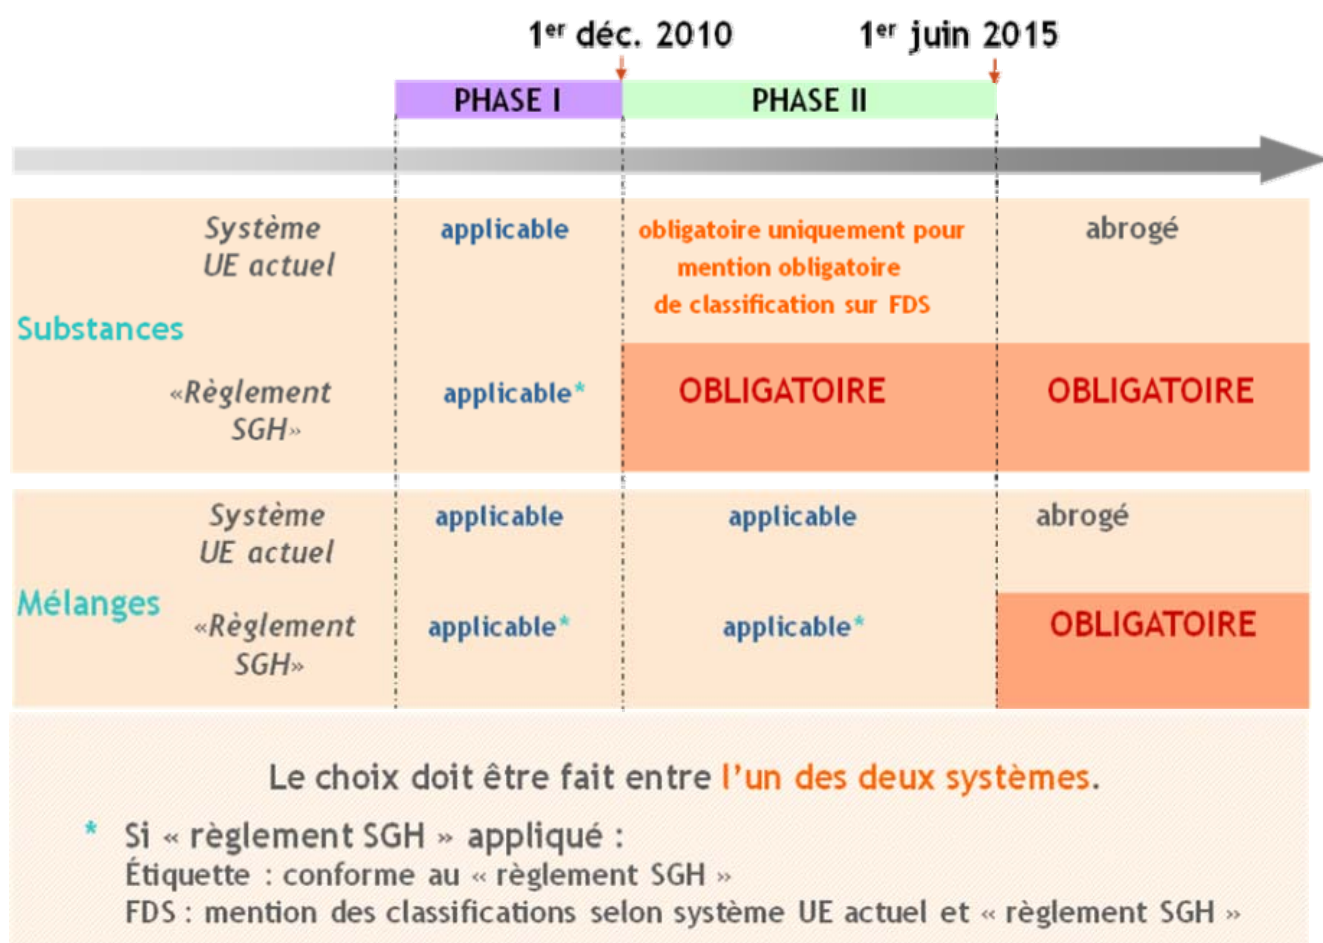 1er déc. 2010 1er juin 2015
PHASE I PHASE II
Système applicable obligatoire uniquement pour abrogé
UE actuel mention obligatoire
de classification sur FDS
Substances
«Règlement applicable* OBLIGATOIRE OBLIGATOIRE
SGH»
Système applicable applicable abrogé
UE actuel
Mélanges
«Règlement applicable* applicable* OBLIGATOIRE
SGH»
Le choix doit être fait entre l'un des deux systèmes.
* Si « règlement SGH » appliqué :
Étiquette : conforme au « règlement SGH »
FDS : mention des classifications selon système UE actuel et « règlement SGH »